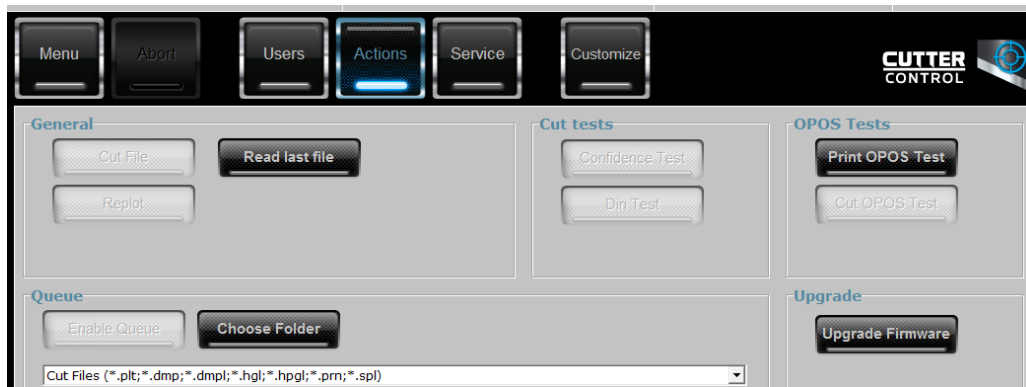 Menu
Abort
Users
Actions
Service
Customize
CUTTER
CONTROL
General
Cut File
Read last file
Replot
Cut tests
Confidence Test
Din Test
OPOS Tests
Print OPOS Test
Cut OPOS Test
Queue
Enable Queue
Choose Folder
Cut Files (*.plt;*.dmp;*.dmpl;*.hgl;*.hpgl;*.prn;*.spl)
Upgrade
Upgrade Firmware